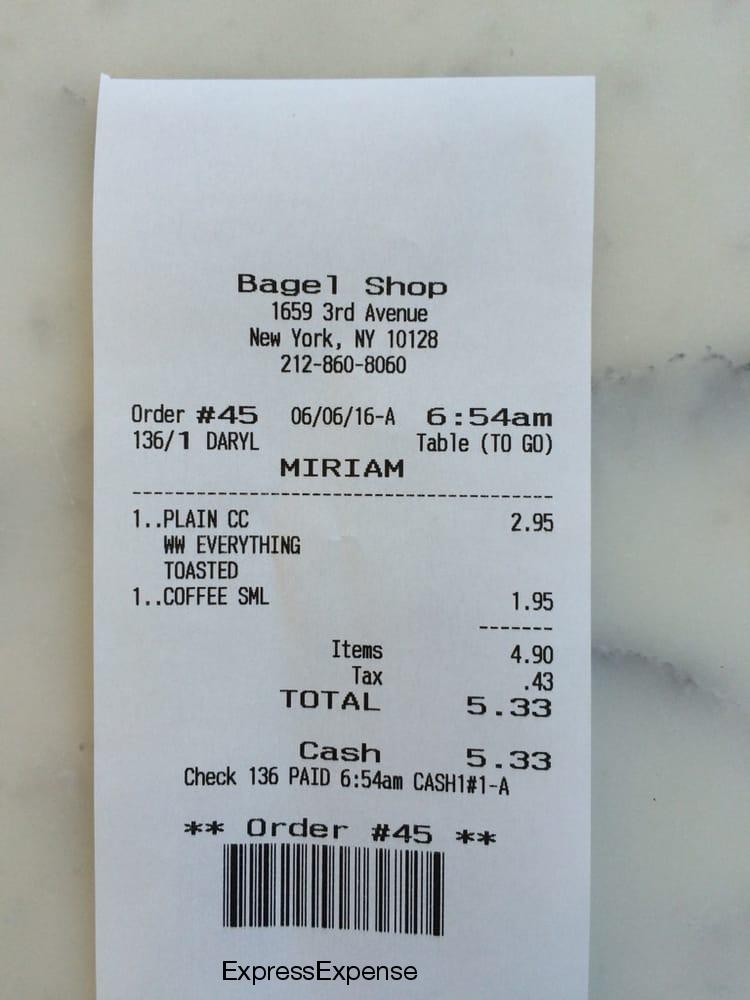 Bagel Shop
1659 3rd Avenue
New York, NY 10128
212-860-8060
Order #45 06/06/16-A 6:54am
136/1 DARYL Table (TO GO)
MIRIAM
--------------------------------------------
1..PLAIN CC 2.95
WW EVERYTHING
TOASTED
1..COFFEE SML 1.95
-------
Items 4.90
Tax .43
TOTAL 5.33
Cash 5.33
Check 136 PAID 6:54am CASH1#1-A
** Order #45 **
ExpressExpense